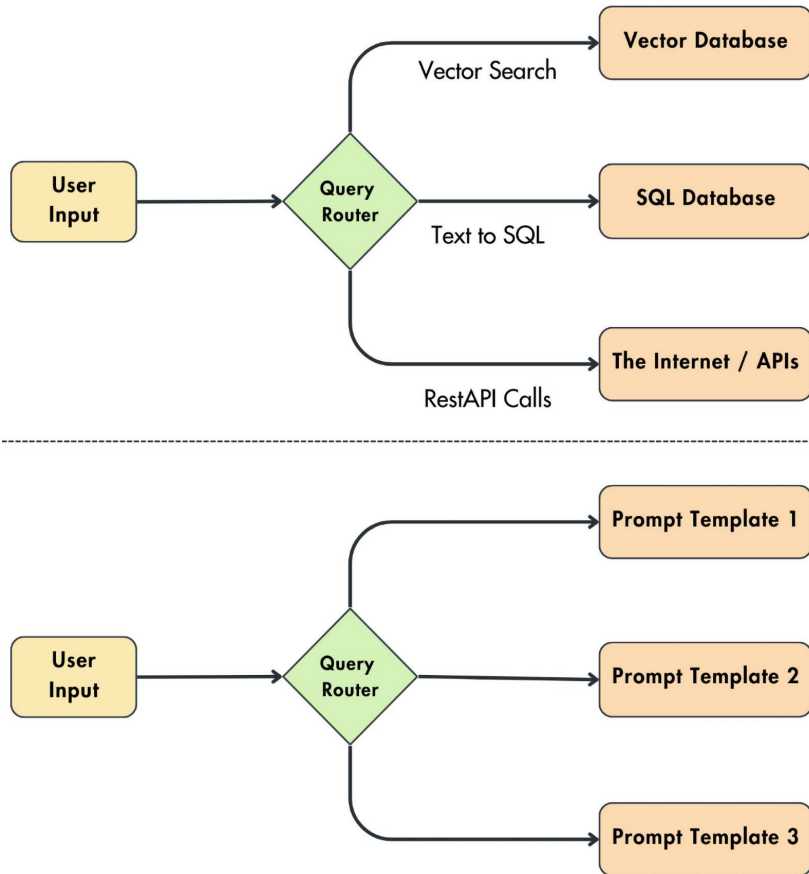 Vector Database
Vector Search
User
Input
Query
Router
SQL Database
Text to SQL
The Internet / APIs
RestAPI Calls
Prompt Template 1
User
Input
Query
Router
Prompt Template 2
Prompt Template 3